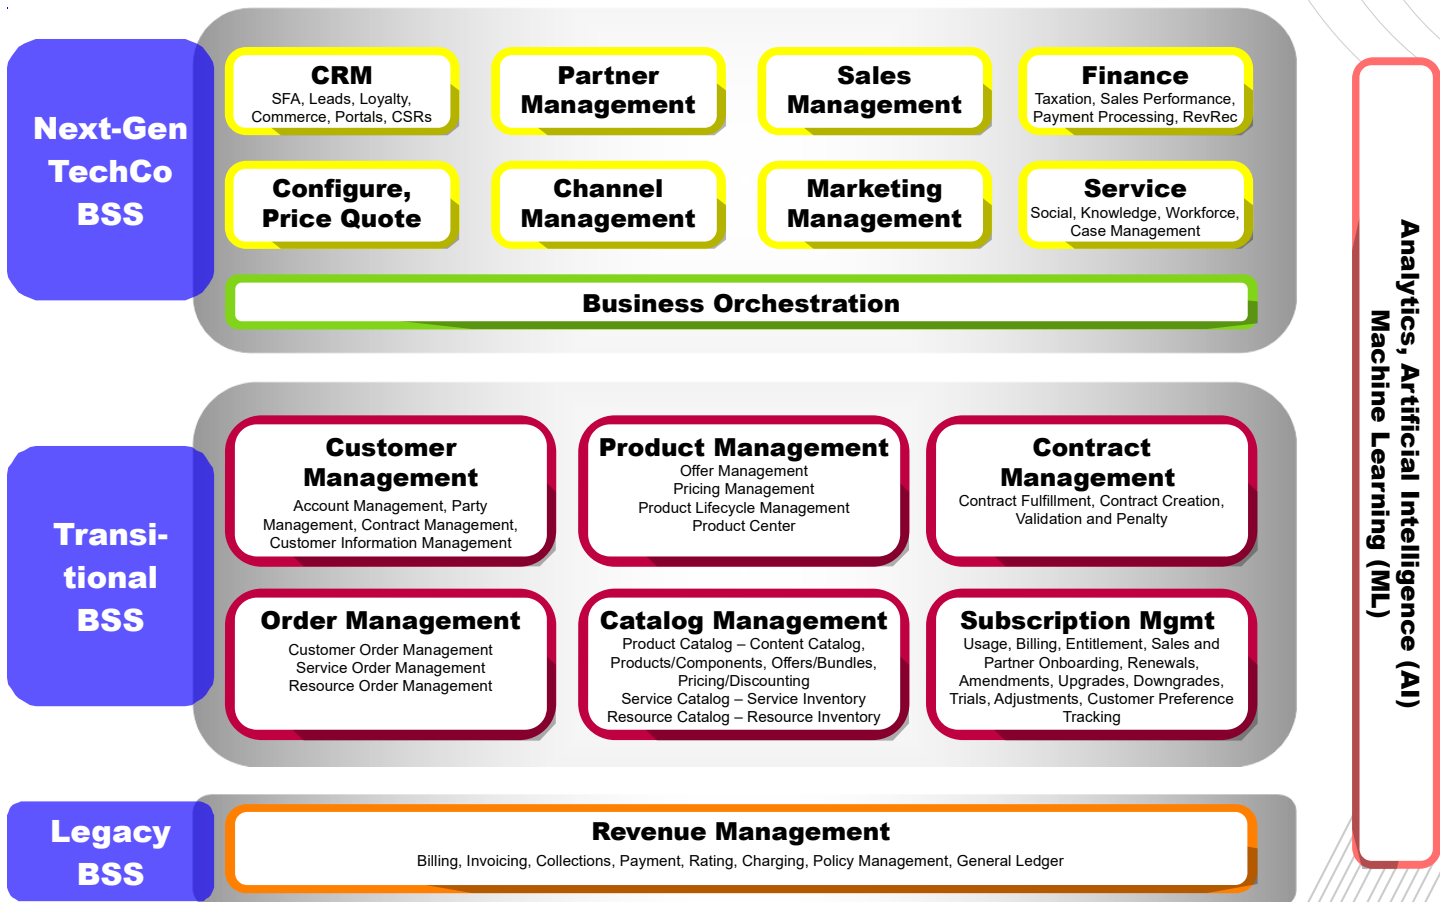 Next-Gen
TechCo
BSS
CRM
SFA, Leads, Loyalty,
Commerce, Portals, CSRs
Partner
Management
Sales
Management
Finance
Taxation, Sales Performance,
Payment Processing, RevRec
Configure,
Price Quote
Channel
Management
Marketing
Management
Service
Social, Knowledge, Workforce,
Case Management
Business Orchestration
Transi-
tional
BSS
Customer
Management
Account Management, Party
Management, Contract Management,
Customer Information Management
Product Management
Offer Management
Pricing Management
Product Lifecycle Management
Product Center
Contract
Management
Contract Fulfillment, Contract Creation,
Validation and Penalty
Order Management
Customer Order Management
Service Order Management
Resource Order Management
Catalog Management
Product Catalog – Content Catalog,
Products/Components, Offers/Bundles,
Pricing/Discounting
Service Catalog – Service Inventory
Resource Catalog – Resource Inventory
Subscription Mgmt
Usage, Billing, Entitlement, Sales and
Partner Onboarding, Renewals,
Amendments, Upgrades, Downgrades,
Trials, Adjustments, Customer Preference
Tracking
Legacy
BSS
Revenue Management
Billing, Invoicing, Collections, Payment, Rating, Charging, Policy Management, General Ledger
Analytics, Artificial Intelligence (AI)
Machine Learning (ML)